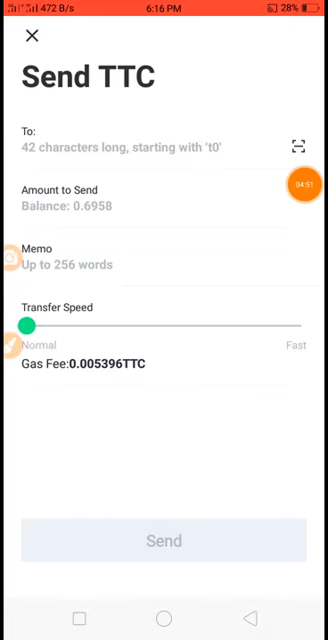 472 B/s 6:16 PM 28%
Send TTC
To:
42 characters long, starting with 't0'
04:51
Amount to Send
Balance: 0.6958
Memo
Up to 256 words
Transfer Speed
Normal Fast
Gas Fee:0.005396TTC
Send